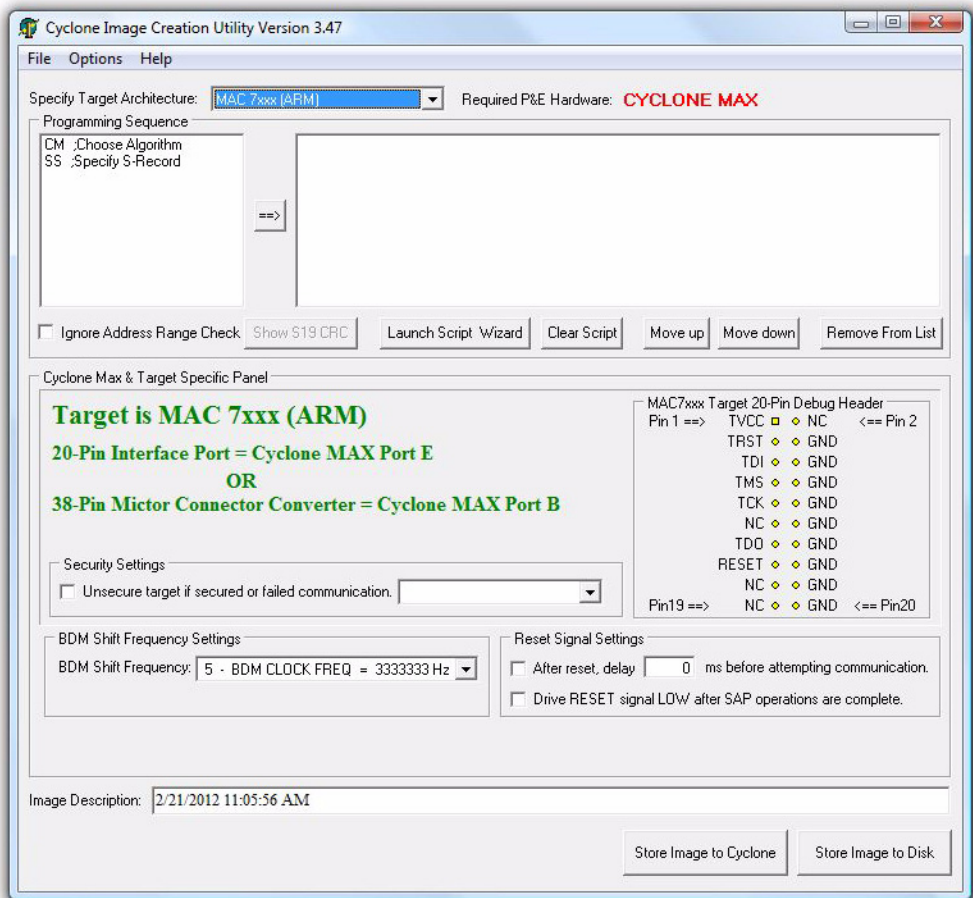 Cyclone Image Creation Utility Version 3.47
File Options Help
Specify Target Architecture: MAC 7xxx (ARM) Required P&E Hardware: CYCLONE MAX
Programming Sequence
CM ;Choose Algorithm
SS ;Specify S-Record
==>
Ignore Address Range Check Show S19 CRC Launch Script Wizard Clear Script Move up Move down Remove From List
Cyclone Max & Target Specific Panel
Target is MAC 7xxx (ARM)
20-Pin Interface Port = Cyclone MAX Port E
OR
38-Pin Mictor Connector Converter = Cyclone MAX Port B
MAC7xxx Target 20-Pin Debug Header
Pin 1 ==> TVCC NC <== Pin 2
TRST GND
TDI GND
TMS GND
TCK GND
NC GND
TDO GND
RESET GND
NC GND
Pin19 ==> NC GND <== Pin20
Security Settings
Unsecure target if secured or failed communication.
BDM Shift Frequency Settings
BDM Shift Frequency: 5 - BDM CLOCK FREQ = 3333333 Hz
Reset Signal Settings
After reset, delay 0 ms before attempting communication.
Drive RESET signal LOW after SAP operations are complete.
Image Description: 2/21/2012 11:05:56 AM
Store Image to Cyclone Store Image to Disk